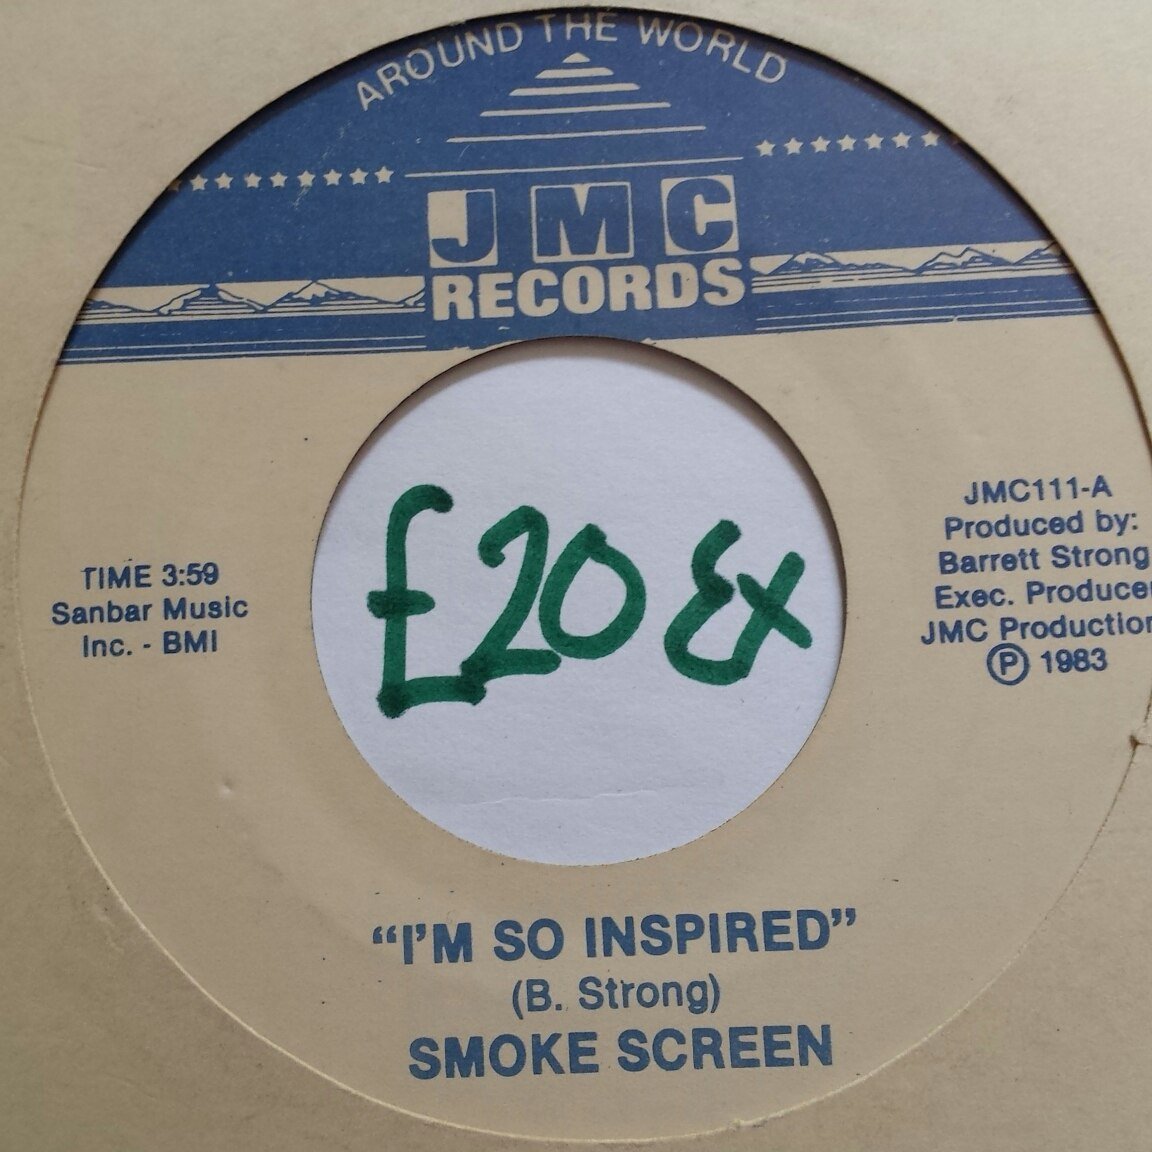 AROUND THE WORLD
JMC
RECORDS
£20 Ex
TIME 3:59
Sanbar Music
Inc. - BMI
JMC111-A
Produced by:
Barrett Strong
Exec. Producer
JMC Production
Ⓟ 1983
“I’M SO INSPIRED”
(B. Strong)
SMOKE SCREEN